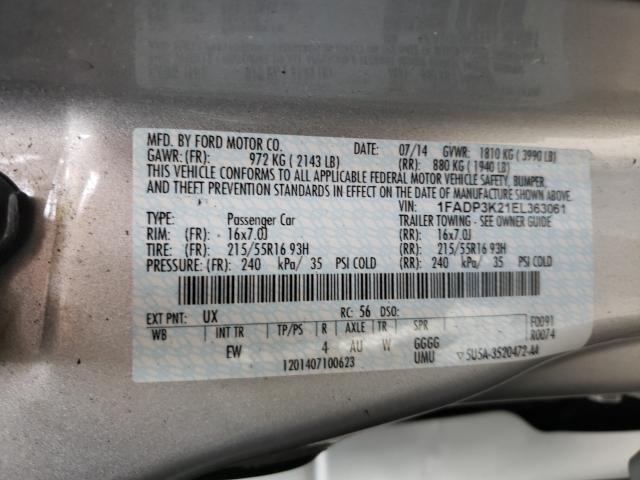 MFD. BY FORD MOTOR CO. DATE: 07/14 GVWR: 1810 KG ( 3990 LB)
GAWR: (FR): 972 KG ( 2143 LB) (RR): 880 KG ( 1940 LB)
THIS VEHICLE CONFORMS TO ALL APPLICABLE FEDERAL MOTOR VEHICLE SAFETY, BUMPER,
AND THEFT PREVENTION STANDARDS IN EFFECT ON THE DATE OF MANUFACTURE SHOWN ABOVE.
VIN: 1FADP3K21EL363061
TYPE: Passenger Car TRAILER TOWING - SEE OWNER GUIDE
RIM: (FR): 16x7.0J (RR): 16x7.0J
TIRE: (FR): 215/55R16 93H (RR): 215/55R16 93H
PRESSURE: (FR): 240 kPa/ 35 PSI COLD (RR): 240 kPa/ 35 PSI COLD
EXT PNT: UX RC: 56 DSO: F0091
WB INT TR TP/PS R AXLE TR SPR R0074
EW 4 AU W GGGG
UMU
1201407100623 ▽ 5U5A-3520472-AA